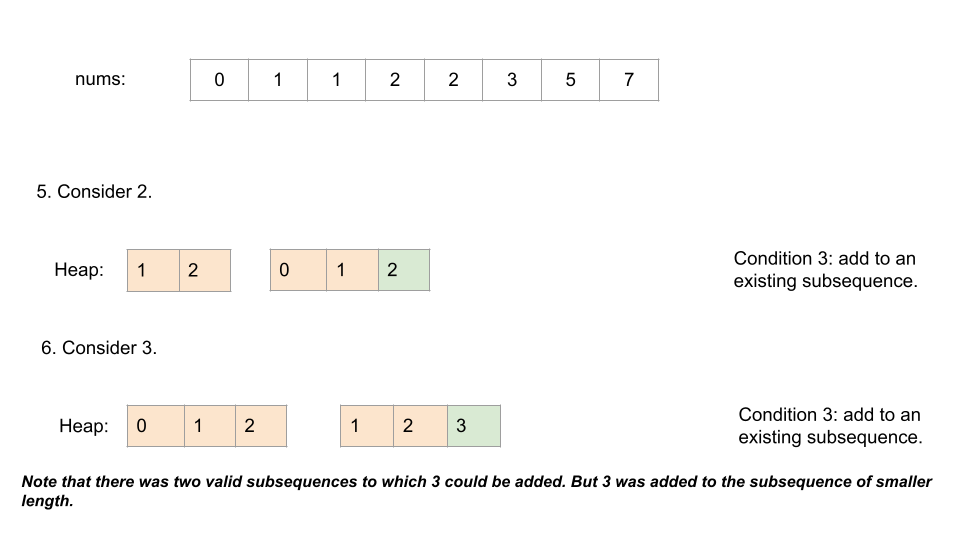 nums: 0 1 1 2 2 3 5 7
5. Consider 2.
Heap: 1 2 0 1 2
Condition 3: add to an
existing subsequence.
6. Consider 3.
Heap: 0 1 2 1 2 3
Condition 3: add to an
existing subsequence.
Note that there was two valid subsequences to which 3 could be added. But 3 was added to the subsequence of smaller
length.